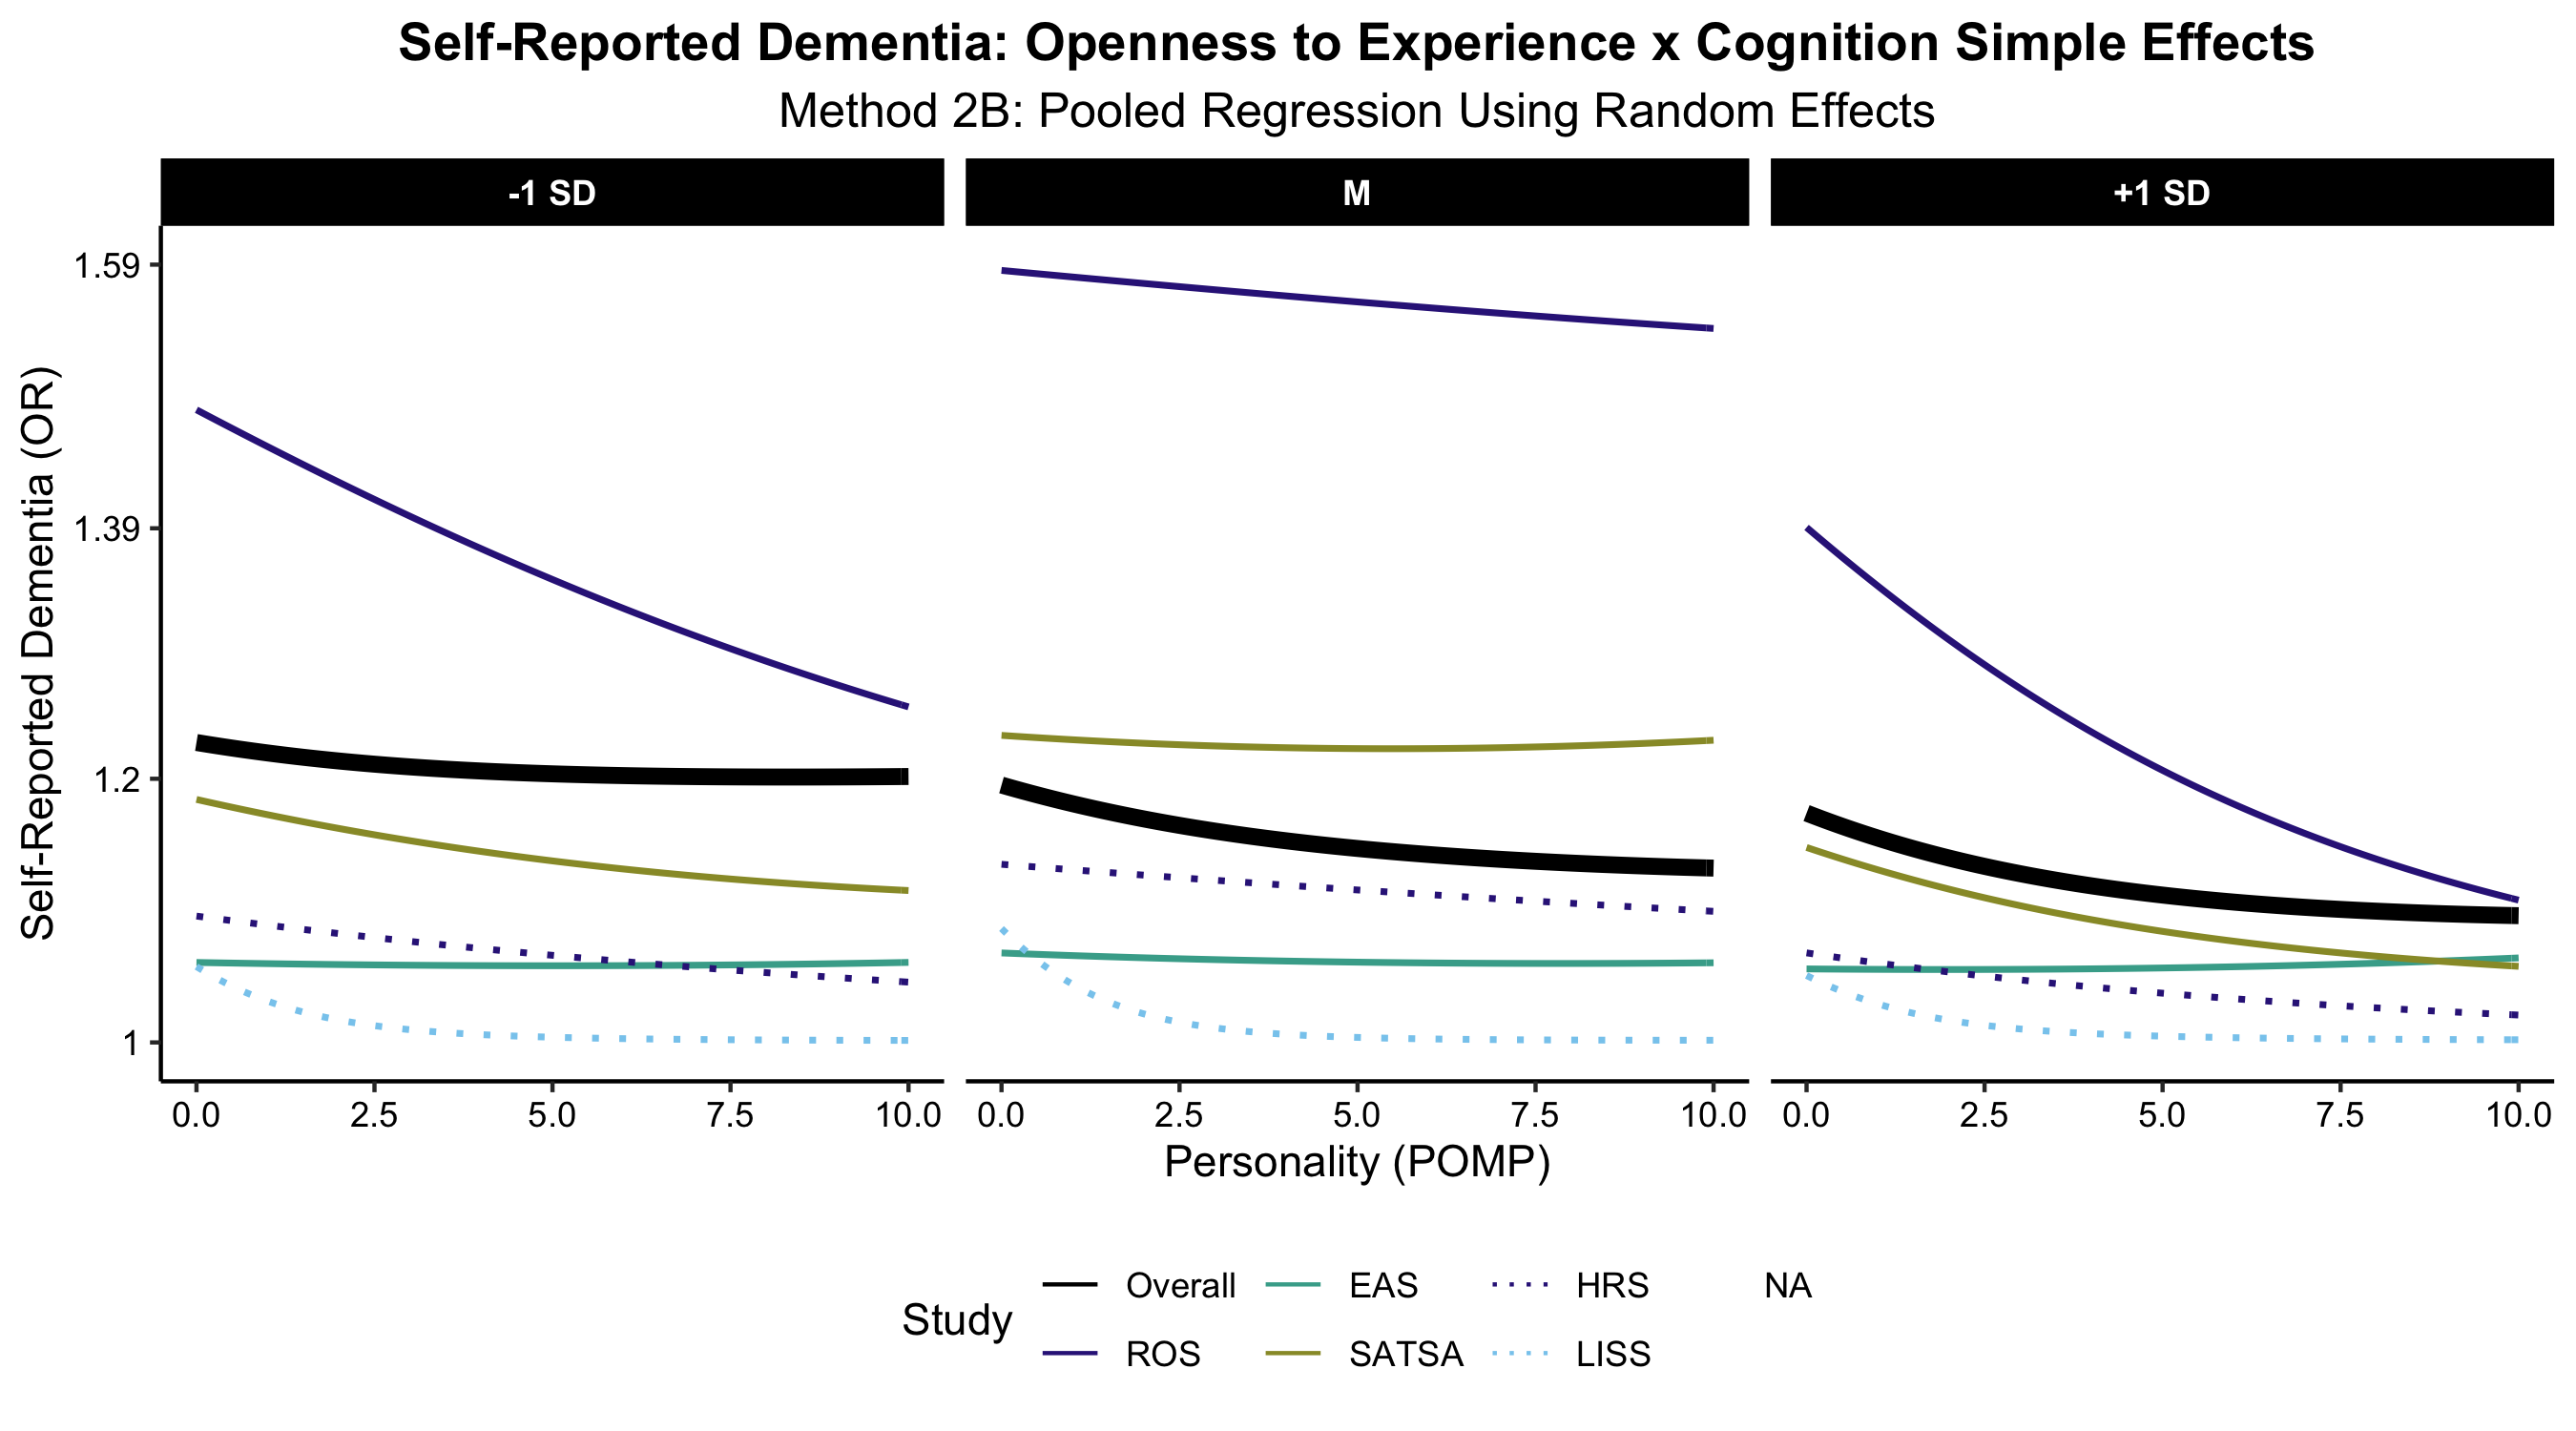 Self-Reported Dementia: Openness to Experience x Cognition Simple Effects
Method 2B: Pooled Regression Using Random Effects
-1 SD M +1 SD
Self-Reported Dementia (OR)
1.59
1.39
1.2
1
0.0 2.5 5.0 7.5 10.0 0.0 2.5 5.0 7.5 10.0 0.0 2.5 5.0 7.5 10.0
Personality (POMP)
Study
Overall EAS HRS NA
ROS SATSA LISS